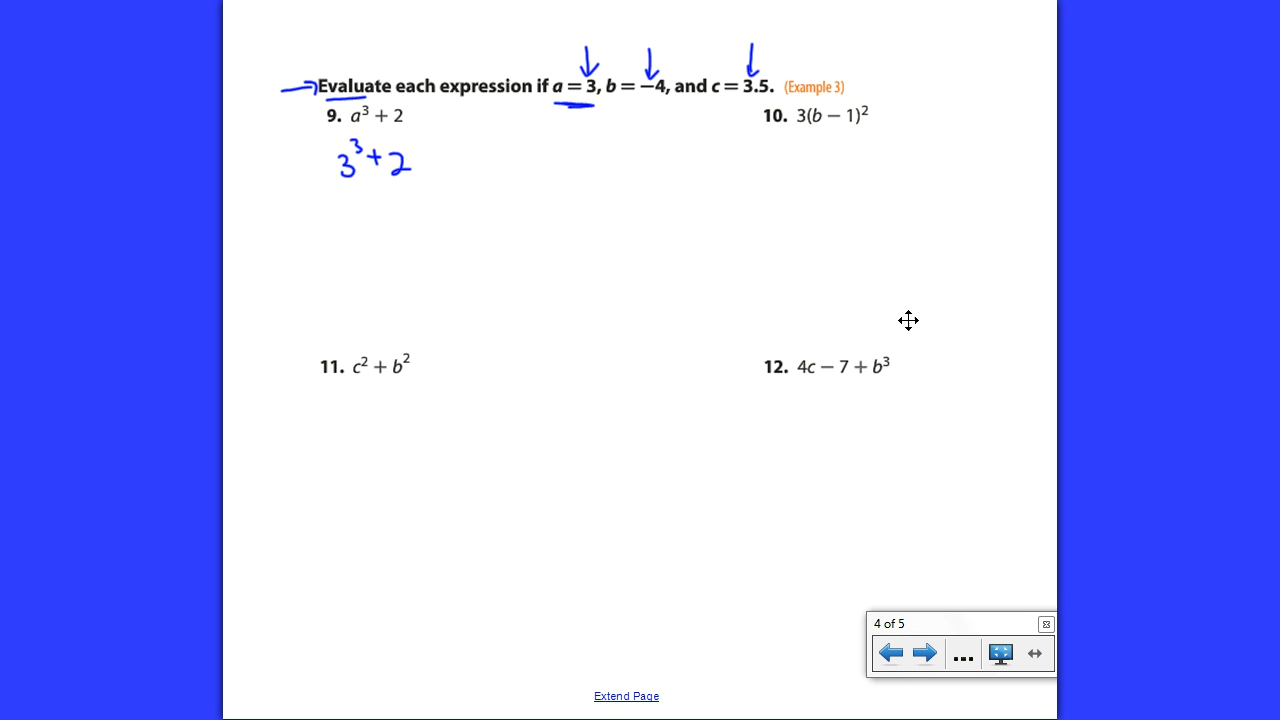 Evaluate each expression if a = 3, b = −4, and c = 3.5. (Example 3)
9. a³ + 2
10. 3(b − 1)²
3³ + 2
11. c² + b²
12. 4c − 7 + b³
4 of 5
...
Extend Page